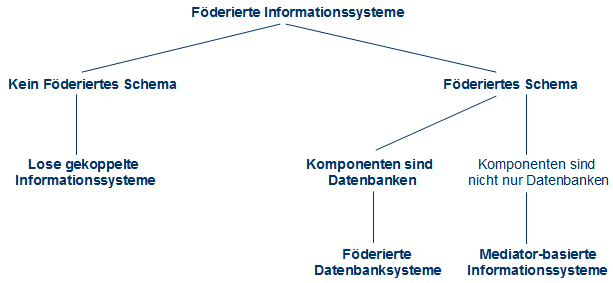 Föderierte Informationssysteme
Kein Föderiertes Schema
Föderiertes Schema
Lose gekoppelte
Informationssysteme
Komponenten sind
Datenbanken
Komponenten sind
nicht nur Datenbanken
Föderierte
Datenbanksysteme
Mediator-basierte
Informationssysteme